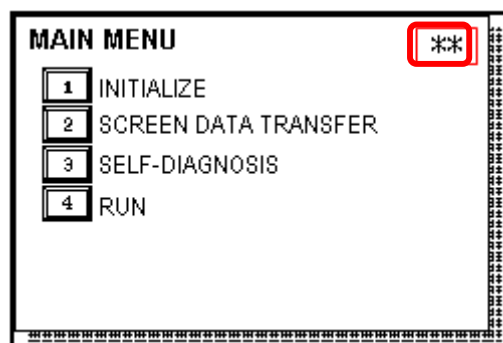 MAIN MENU **
1 INITIALIZE
2 SCREEN DATA TRANSFER
3 SELF-DIAGNOSIS
4 RUN